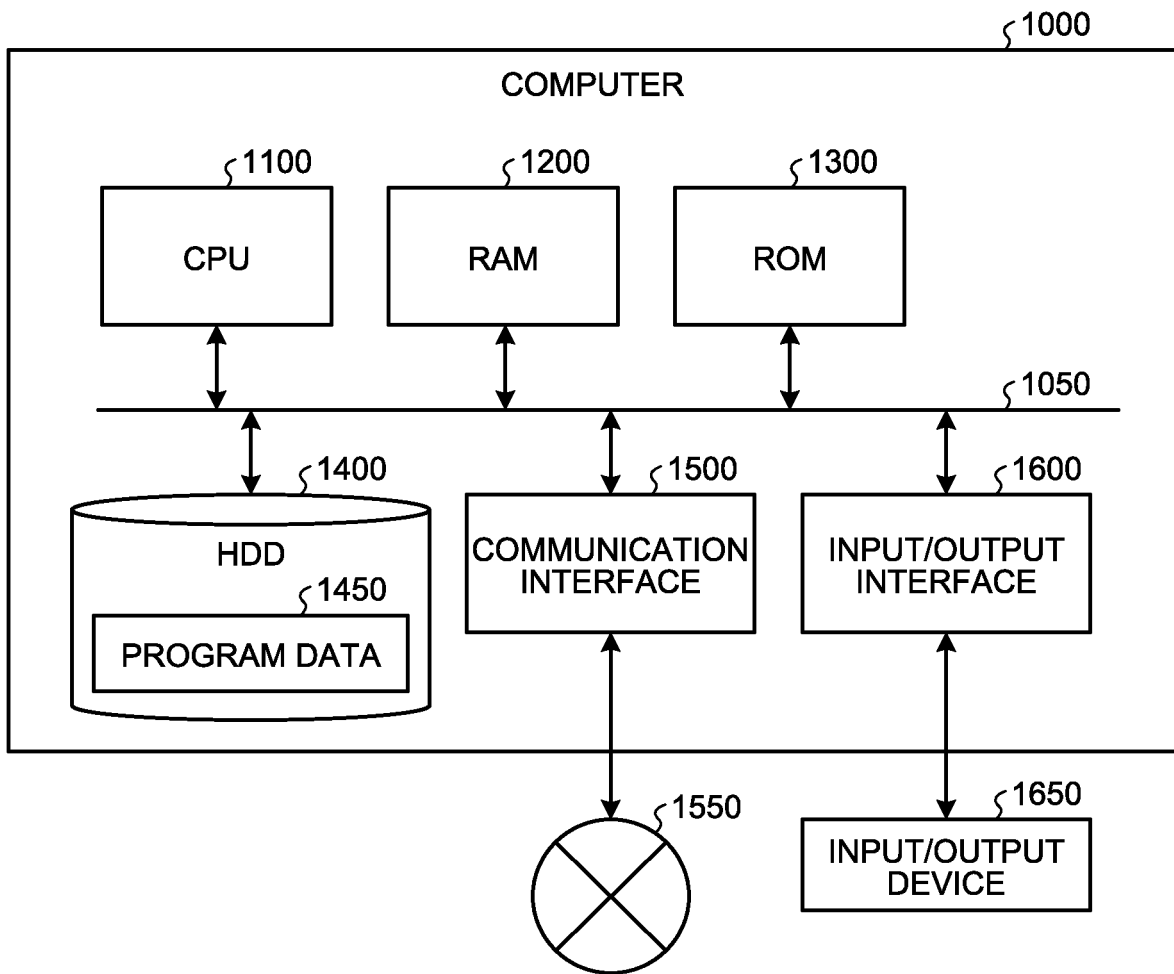 1000
COMPUTER
1100
1200
1300
CPU
RAM
ROM
1050
1400
1500
1600
HDD
COMMUNICATION
INTERFACE
INPUT/OUTPUT
INTERFACE
1450
PROGRAM DATA
1550
1650
INPUT/OUTPUT
DEVICE